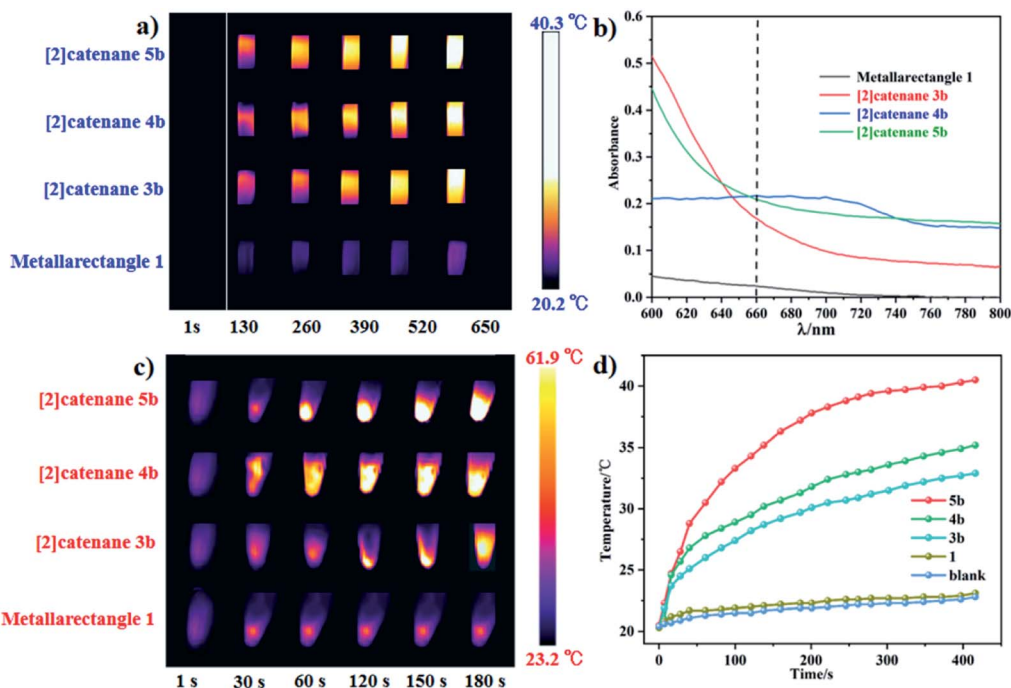 a)
[2]catenane 5b
[2]catenane 4b
[2]catenane 3b
Metallarectangle 1
1s 130 260 390 520 650
40.3 ℃
20.2 ℃
b)
Absorbance
0.6
0.5
0.4
0.3
0.2
0.1
0.0
Metallarectangle 1
[2]catenane 3b
[2]catenane 4b
[2]catenane 5b
600 620 640 660 680 700 720 740 760 780 800
λ/nm
c)
[2]catenane 5b
[2]catenane 4b
[2]catenane 3b
Metallarectangle 1
1 s 30 s 60 s 120 s 150 s 180 s
61.9 ℃
23.2 ℃
d)
Temperature/℃
40
35
30
25
20
5b
4b
3b
1
blank
0 100 200 300 400
Time/s